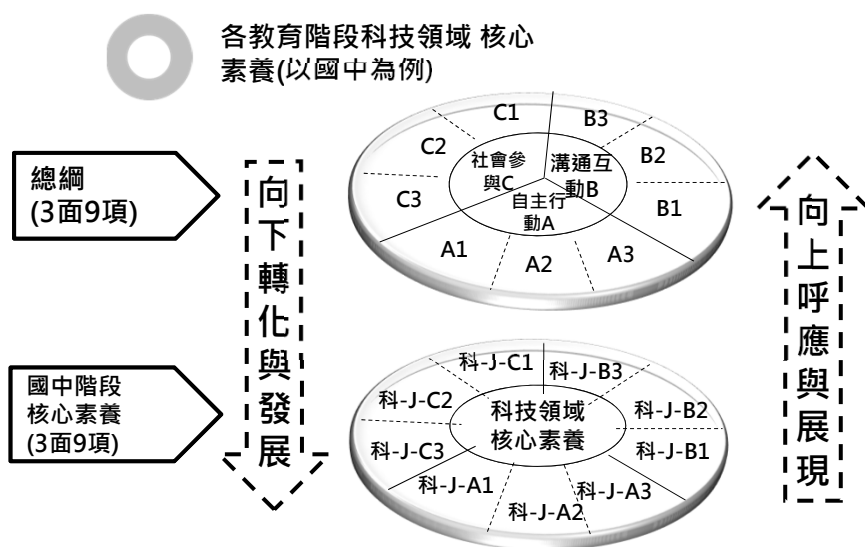 各教育階段科技領域 核心
素養(以國中為例)
總綱
(3面9項)
向下轉化與發展
C1
B3
C2
B2
社會參
與C
溝通互
動B
C3
自主行
動A
B1
A1
A2
A3
向上呼應與展現
國中階段
核心素養
(3面9項)
科-J-C1
科-J-B3
科-J-C2
科-J-B2
科技領域
核心素養
科-J-C3
科-J-B1
科-J-A1
科-J-A2
科-J-A3